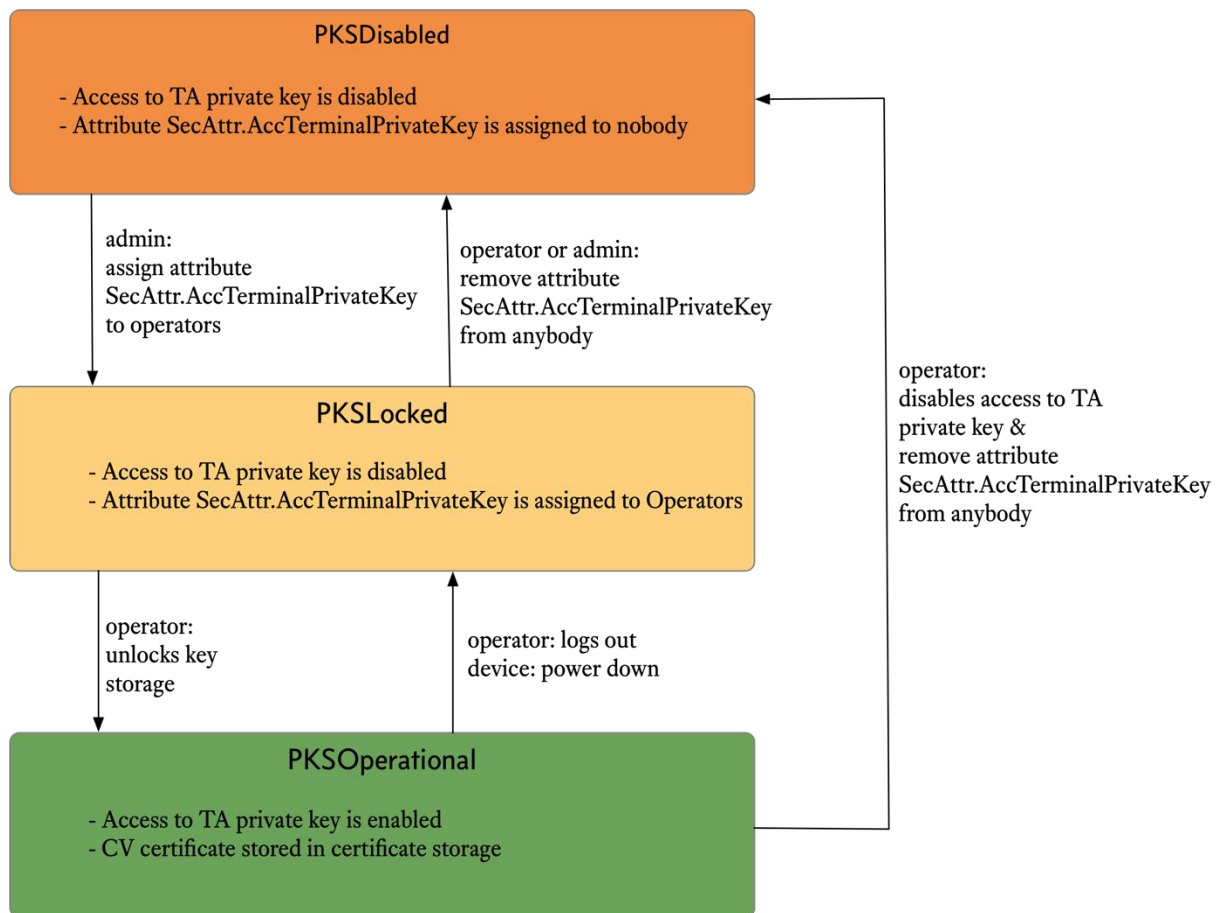 PKSDisabled
- Access to TA private key is disabled
- Attribute SecAttr.AccTerminalPrivateKey is assigned to nobody
admin:
assign attribute
SecAttr.AccTerminalPrivateKey
to operators
operator or admin:
remove attribute
SecAttr.AccTerminalPrivateKey
from anybody
operator:
disables access to TA
private key &
remove attribute
SecAttr.AccTerminalPrivateKey
from anybody
PKSLocked
- Access to TA private key is disabled
- Attribute SecAttr.AccTerminalPrivateKey is assigned to Operators
operator:
unlocks key
storage
operator: logs out
device: power down
PKSOperational
- Access to TA private key is enabled
- CV certificate stored in certificate storage